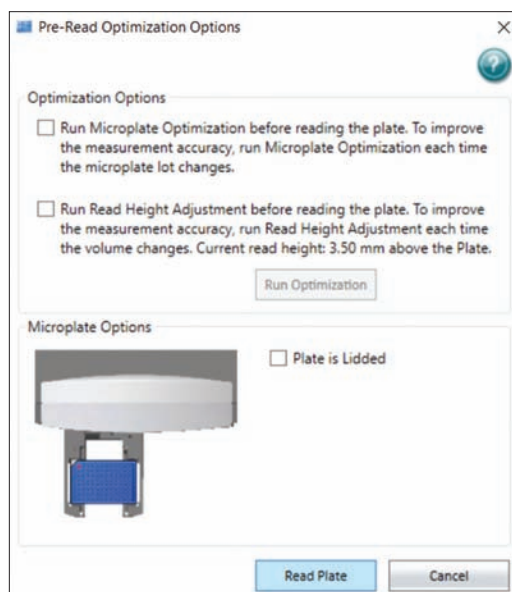 Pre-Read Optimization Options
?
Optimization Options
Run Microplate Optimization before reading the plate. To improve
the measurement accuracy, run Microplate Optimization each time
the microplate lot changes.
Run Read Height Adjustment before reading the plate. To improve
the measurement accuracy, run Read Height Adjustment each time
the volume changes. Current read height: 3.50 mm above the Plate.
Run Optimization
Microplate Options
Plate is Lidded
Read Plate
Cancel